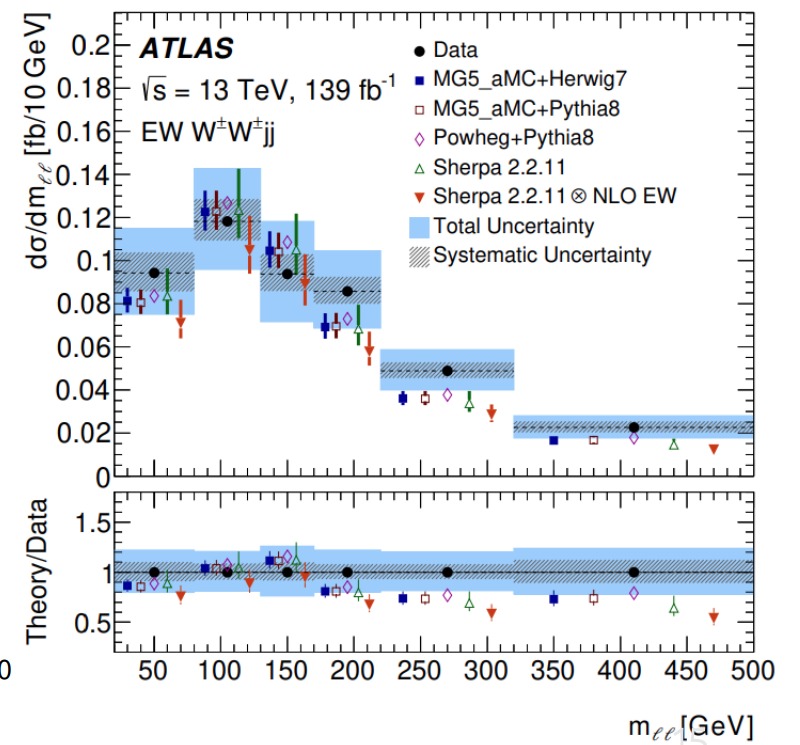 ATLAS
√s = 13 TeV, 139 fb⁻¹
EW W±W±jj
Data
MG5_aMC+Herwig7
MG5_aMC+Pythia8
Powheg+Pythia8
Sherpa 2.2.11
Sherpa 2.2.11 ⊗ NLO EW
Total Uncertainty
Systematic Uncertainty
dσ/dmℓℓ [fb/10 GeV]
0.2
0.18
0.16
0.14
0.12
0.1
0.08
0.06
0.04
0.02
0
Theory/Data
1.5
1
0.5
0
50 100 150 200 250 300 350 400 450 500
mℓℓ [GeV]